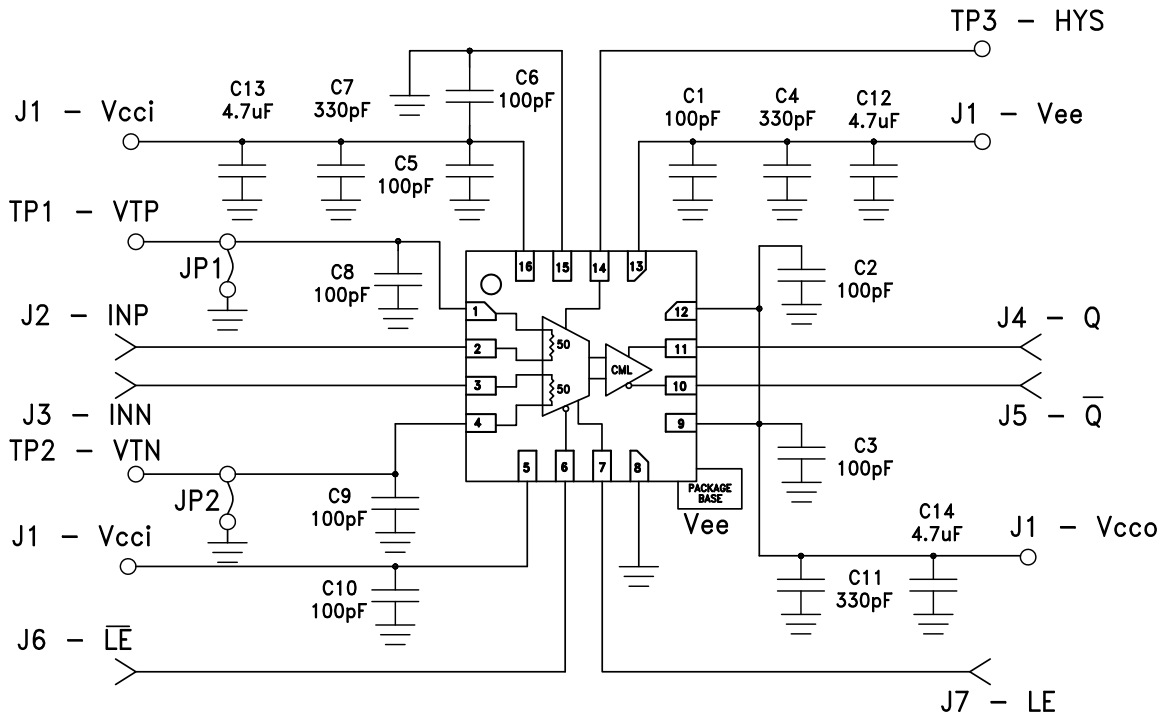 TP3 - HYS
C6
100pF
C13
4.7uF
C7
330pF
C1
100pF
C4
330pF
C12
4.7uF
J1 - Vcci
J1 - Vee
C5
100pF
TP1 - VTP
JP1
C8
100pF
16
15
14
13
C2
100pF
J2 - INP
1
12
J4 - Q
2
50
11
CML
3
50
10
J3 - INN
J5 - Q̅
4
9
TP2 - VTN
C3
100pF
5
6
7
8
PACKAGE
BASE
Vee
JP2
C9
100pF
C14
4.7uF
J1 - Vcci
J1 - Vcco
C10
100pF
C11
330pF
J6 - L̅E̅
J7 - LE